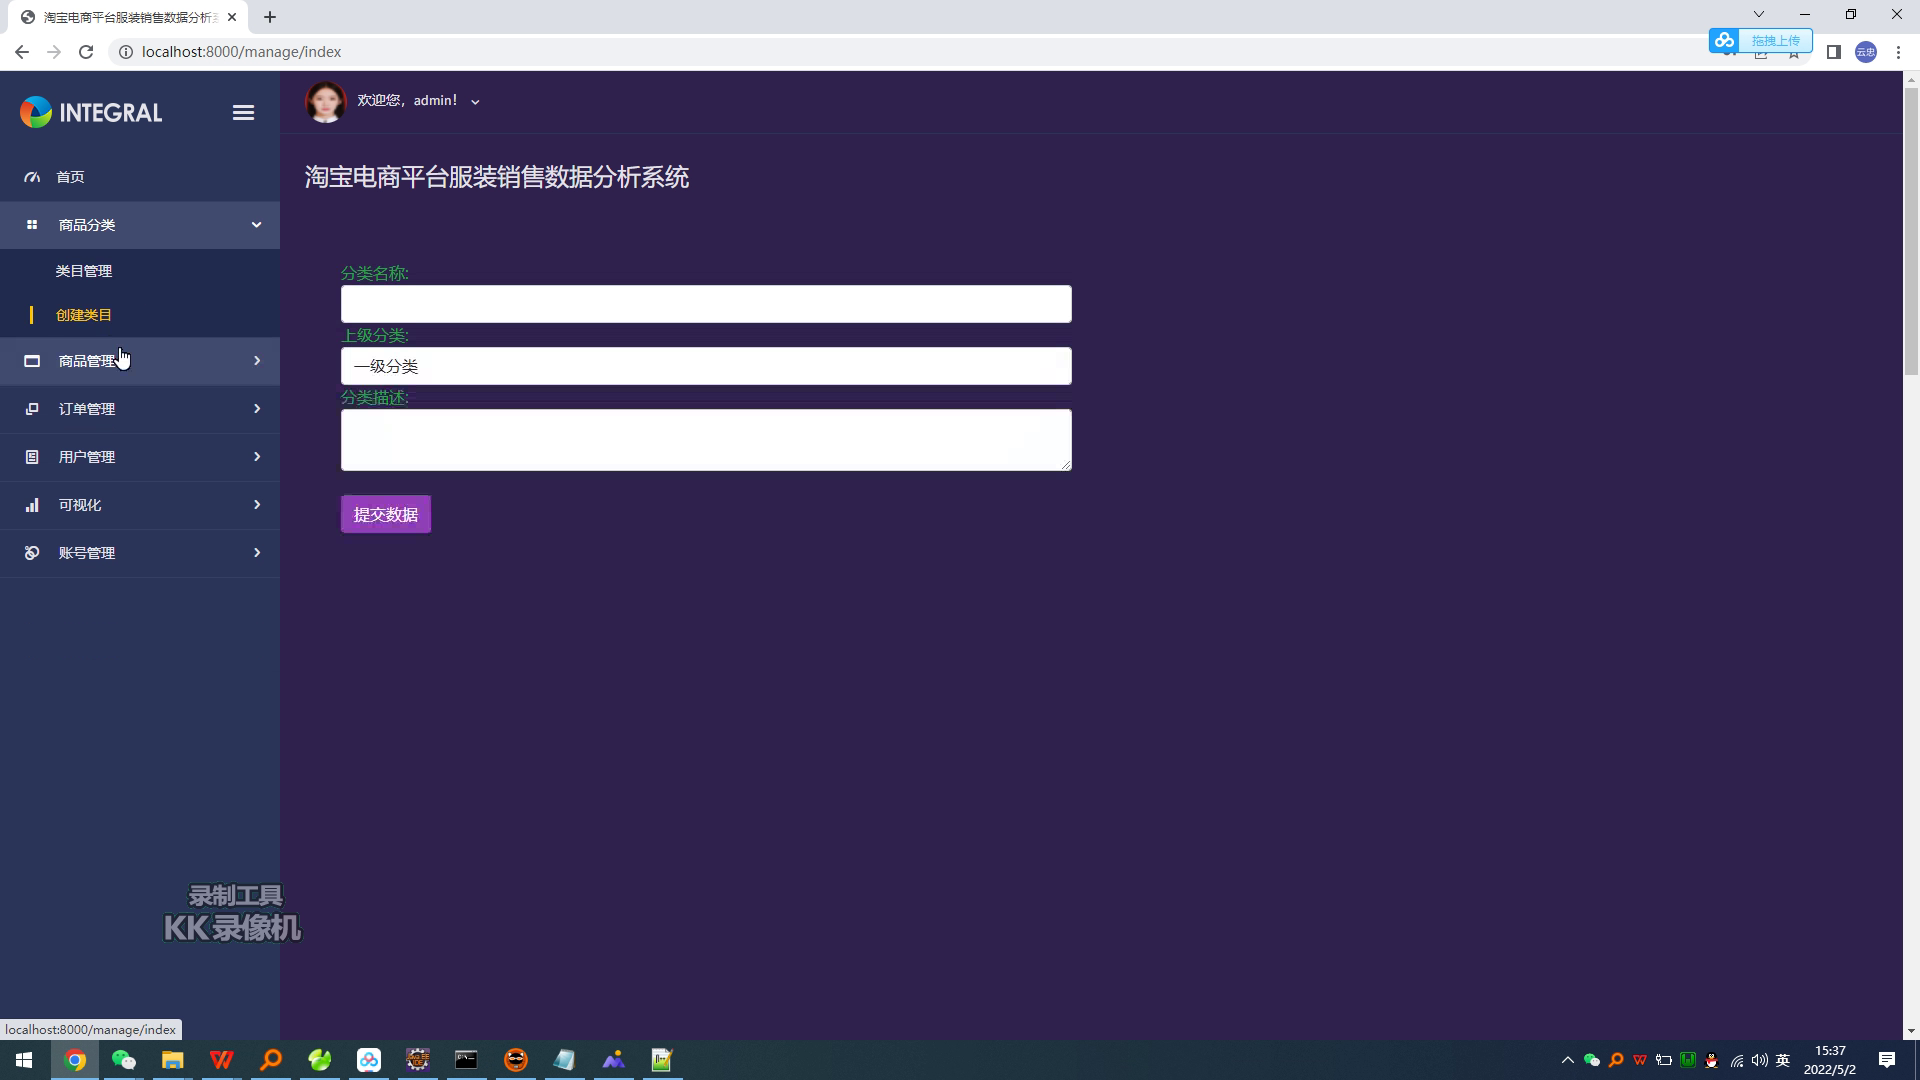 淘宝电商平台服装销售数据分析
localhost:8000/manage/index
拖拽上传
云忠
INTEGRAL
欢迎您，admin!
淘宝电商平台服装销售数据分析系统
首页
商品分类
类目管理
创建类目
商品管理
订单管理
用户管理
可视化
账号管理
分类名称:
上级分类:
一级分类
分类描述:
提交数据
录制工具
KK录像机
localhost:8000/manage/index
英
15:37
2022/5/2